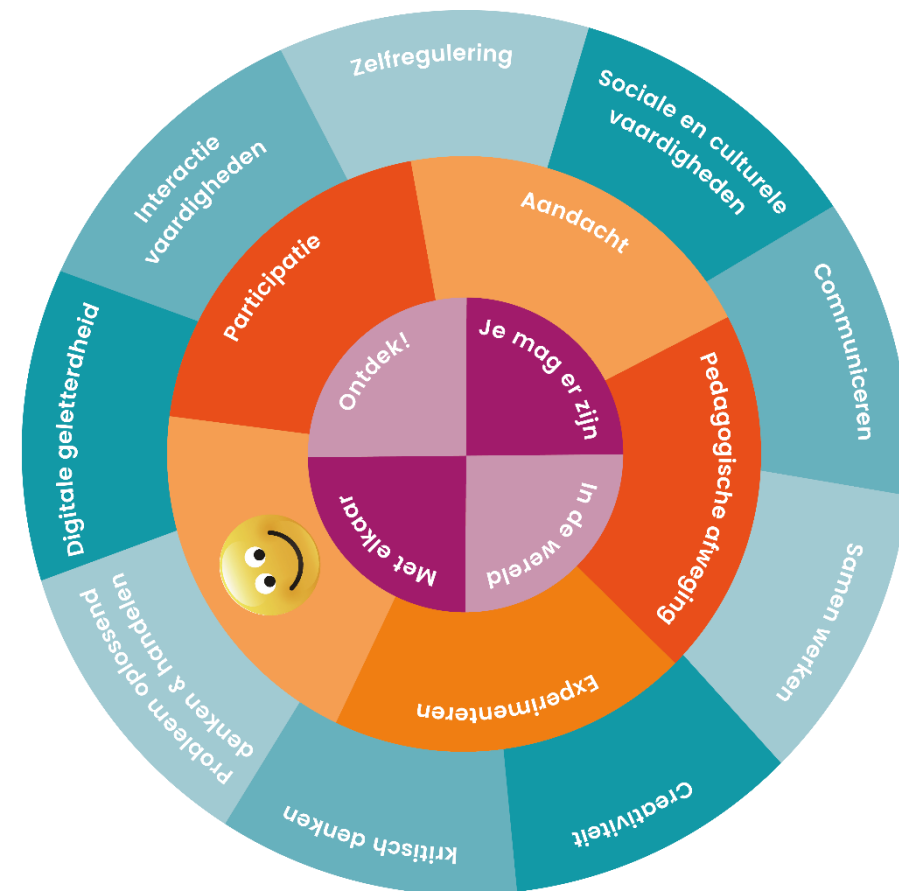 Zelfregulering
Sociale en culturele
vaardigheden
Communiceren
Samen werken
Creativiteit
kritisch denken
Probleem oplossend
denken & handelen
Digitale geletterdheid
Interactie
vaardigheden
Aandacht
Pedagogische afweging
Experimenteren
Participatie
Je mag er zijn
In de wereld
Met elkaar
Ontdek!